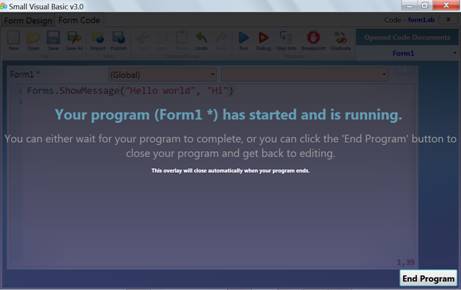 Small Visual Basic v3.0
Form Design Form Code Code - form1.sb x
New Open Save Save As Import Publish Undo Run Debug Step Into Breakpoint Graduate Opened Code Documents
Form1
Form1 * (Global)
1 Forms.ShowMessage("Hello world", "Hi")
2
Your program (Form1 *) has started and is running.
You can either wait for your program to complete, or you can click the 'End Program' button to
close your program and get back to editing.
This overlay will close automatically when your program ends.
1,39
End Program